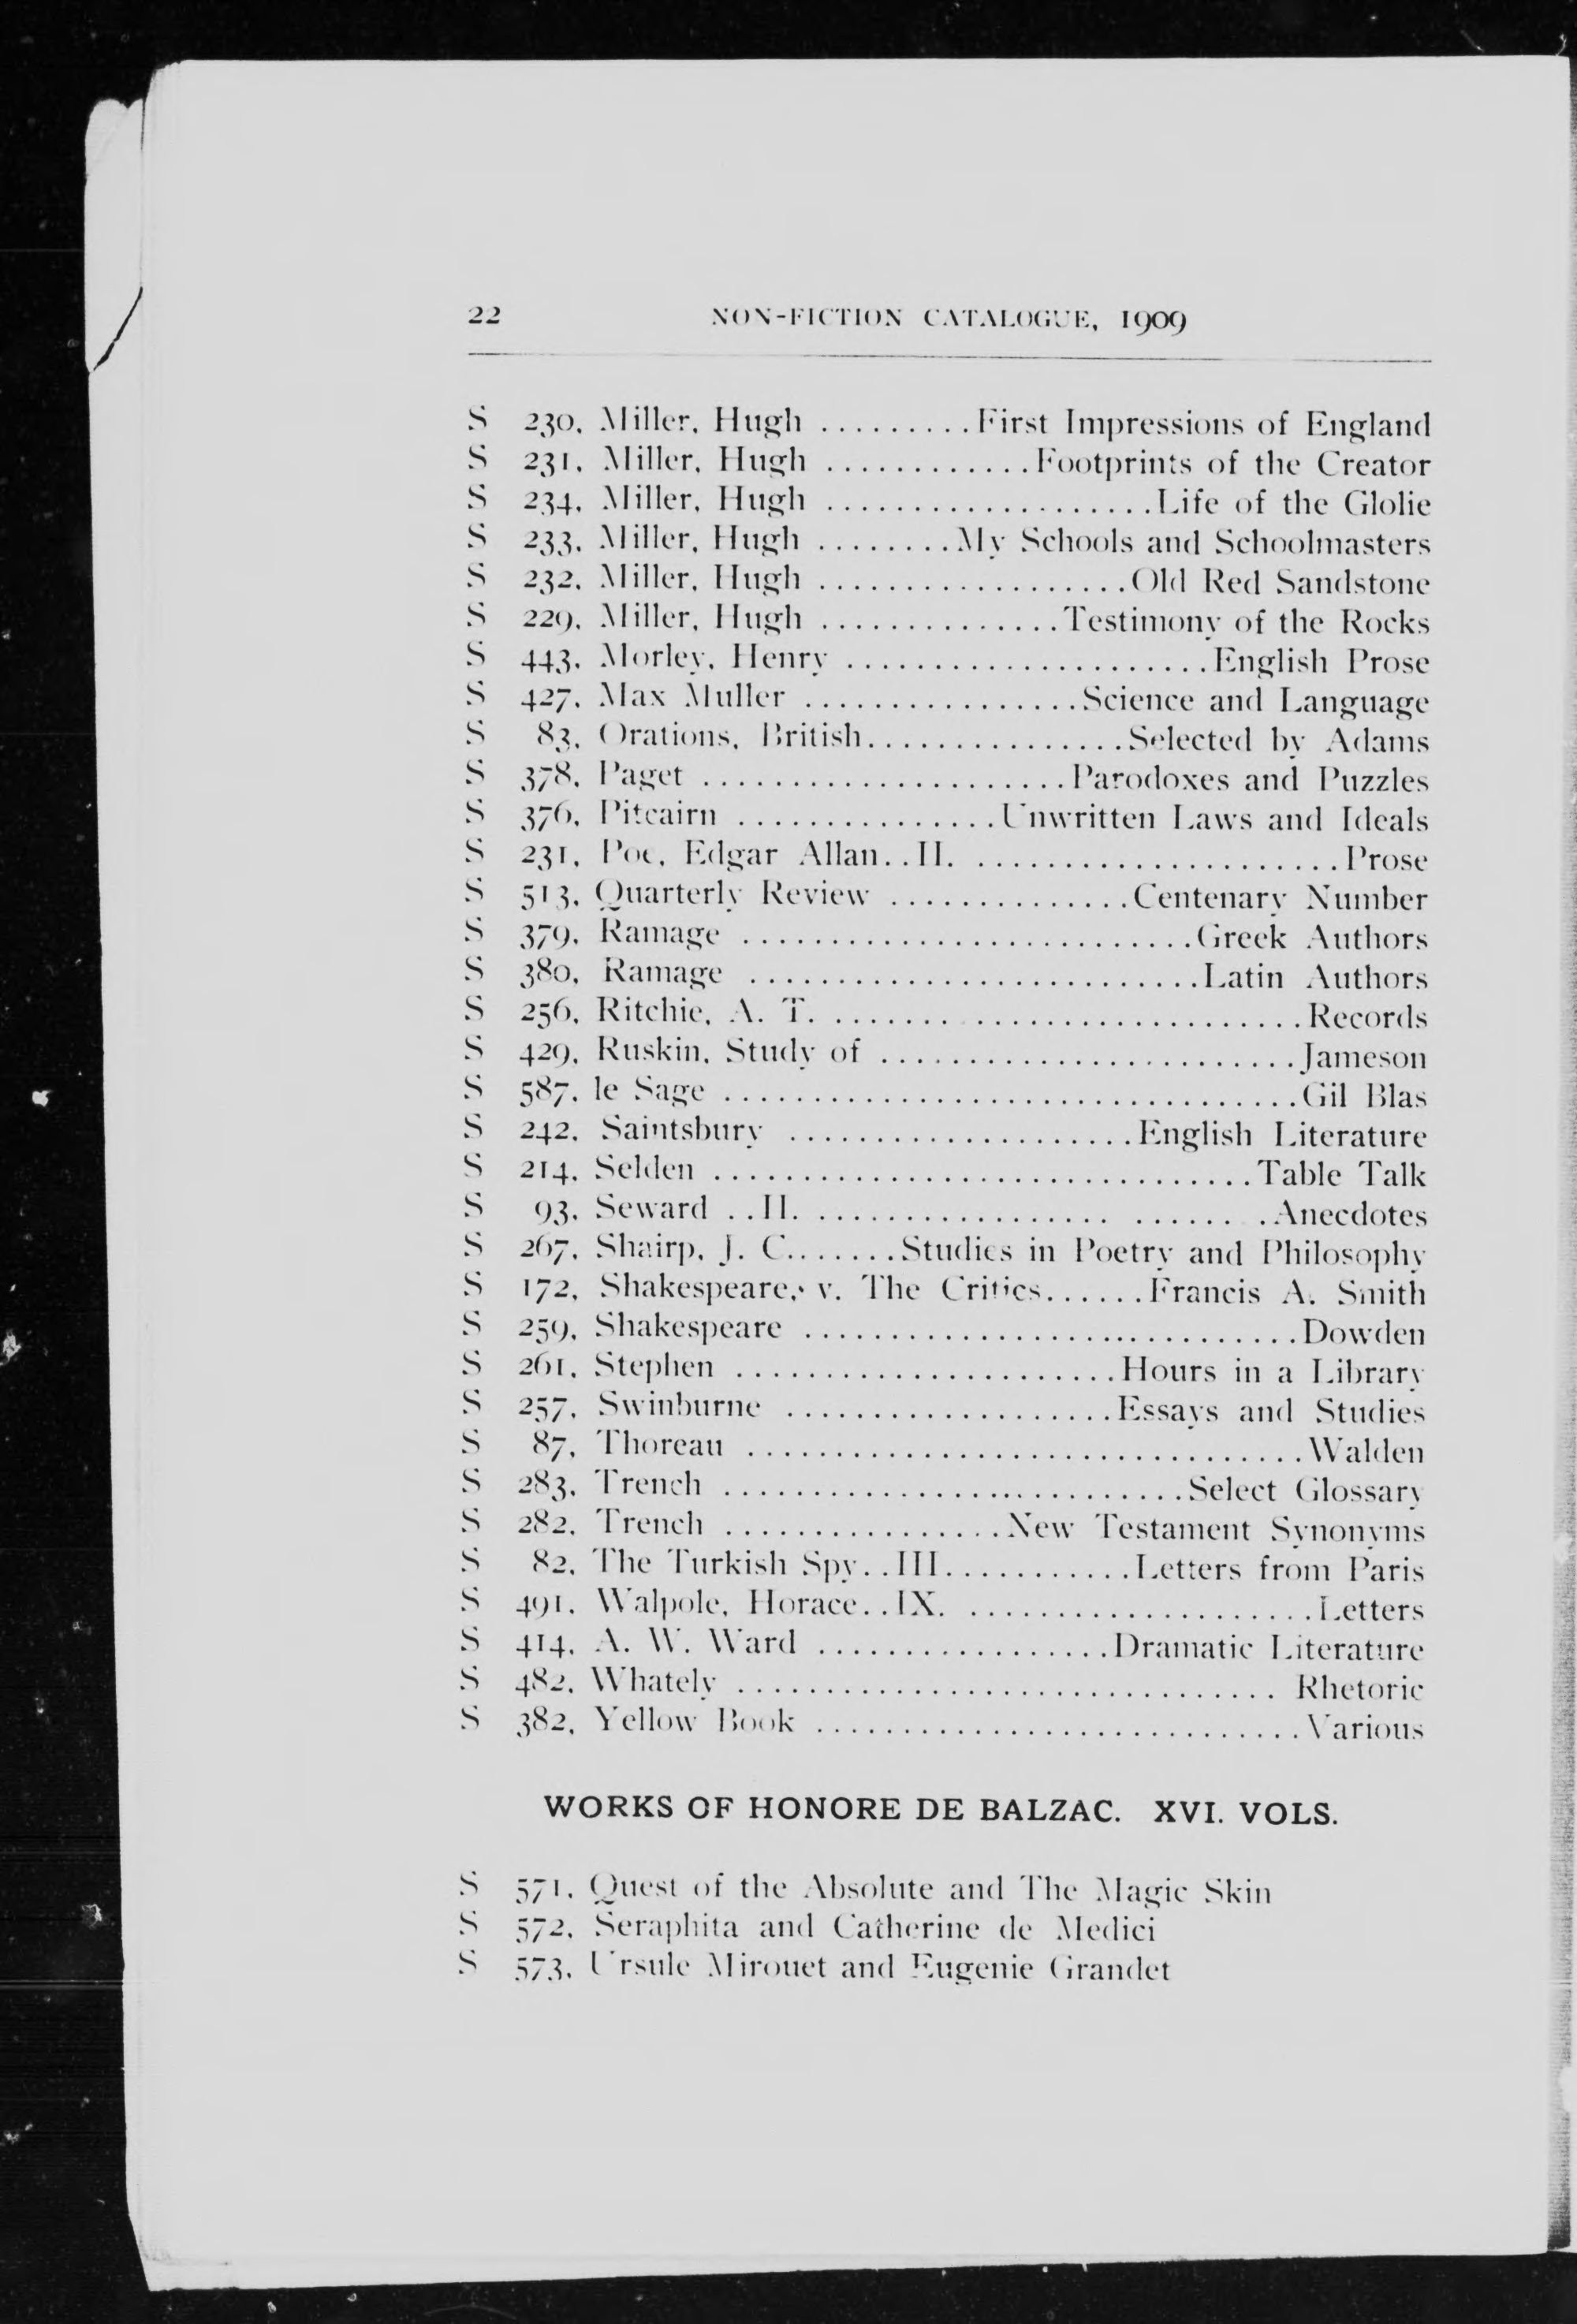 22 NON-FICTION CATALOGUE, 1909
S 230, Miller, Hugh .........First Impressions of England
S 231, Miller, Hugh ............Footprints of the Creator
S 234, Miller, Hugh ...................Life of the Glolie
S 233, Miller, Hugh ........My Schools and Schoolmasters
S 232, Miller, Hugh ..................Old Red Sandstone
S 229, Miller, Hugh ..............Testimony of the Rocks
S 443, Morley, Henry .....................English Prose
S 427, Max Muller ................Science and Language
S 83, Orations, British...............Selected by Adams
S 378, Paget .....................Parodoxes and Puzzles
S 376, Pitcairn ...............Unwritten Laws and Ideals
S 231, Poe, Edgar Allan..II. ......................Prose
S 513, Quarterly Review ..............Centenary Number
S 379, Ramage ..........................Greek Authors
S 380, Ramage ..........................Latin Authors
S 256, Ritchie, A. T. ...........................Records
S 429, Ruskin, Study of ........................Jameson
S 587, le Sage .................................Gil Blas
S 242, Saintsbury ....................English Literature
S 214, Selden ...............................Table Talk
S 93, Seward ..II. ..........................Anecdotes
S 267, Shairp, J. C.......Studies in Poetry and Philosophy
S 172, Shakespeare, v. The Critics......Francis A. Smith
S 259, Shakespeare ............................Dowden
S 261, Stephen ......................Hours in a Library
S 257, Swinburne ...................Essays and Studies
S 87, Thoreau ................................Walden
S 283, Trench ...........................Select Glossary
S 282, Trench ................New Testament Synonyms
S 82, The Turkish Spy..III...........Letters from Paris
S 491, Walpole, Horace..IX. ....................Letters
S 414, A. W. Ward .................Dramatic Literature
S 482, Whately ............................... Rhetoric
S 382, Yellow Book ............................Various
WORKS OF HONORE DE BALZAC. XVI. VOLS.
S 571, Quest of the Absolute and The Magic Skin
S 572, Seraphita and Catherine de Medici
S 573, Ursule Mirouet and Eugenie Grandet